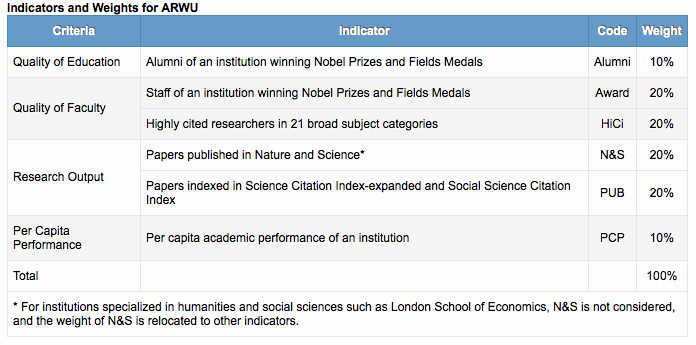 Indicators and Weights for ARWU
Criteria Indicator Code Weight
Quality of Education Alumni of an institution winning Nobel Prizes and Fields Medals Alumni 10%
Quality of Faculty Staff of an institution winning Nobel Prizes and Fields Medals Award 20%
Highly cited researchers in 21 broad subject categories HiCi 20%
Research Output Papers published in Nature and Science* N&S 20%
Papers indexed in Science Citation Index-expanded and Social Science Citation
Index PUB 20%
Per Capita
Performance Per capita academic performance of an institution PCP 10%
Total 100%
* For institutions specialized in humanities and social sciences such as London School of Economics, N&S is not considered,
and the weight of N&S is relocated to other indicators.